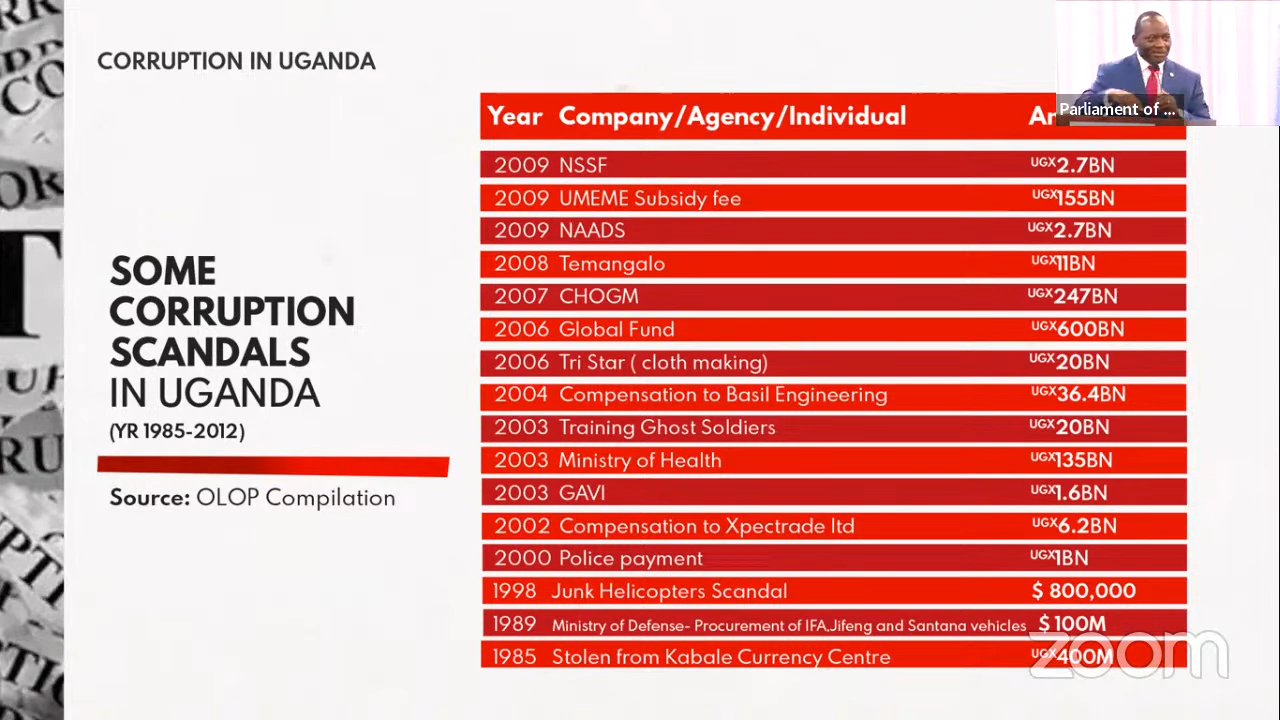 CORRUPTION IN UGANDA
Parliament of ...
SOME
CORRUPTION
SCANDALS
IN UGANDA
(YR 1985-2012)
Source: OLOP Compilation
Year Company/Agency/Individual
2009 NSSF UGX2.7BN
2009 UMEME Subsidy fee UGX155BN
2009 NAADS UGX2.7BN
2008 Temangalo UGX11BN
2007 CHOGM UGX247BN
2006 Global Fund UGX600BN
2006 Tri Star ( cloth making) UGX20BN
2004 Compensation to Basil Engineering UGX36.4BN
2003 Training Ghost Soldiers UGX20BN
2003 Ministry of Health UGX135BN
2003 GAVI UGX1.6BN
2002 Compensation to Xpectrade ltd UGX6.2BN
2000 Police payment UGX1BN
1998 Junk Helicopters Scandal $ 800,000
1989 Ministry of Defense- Procurement of IFA,Jifeng and Santana vehicles $ 100M
1985 Stolen from Kabale Currency Centre UGX400M
zoom